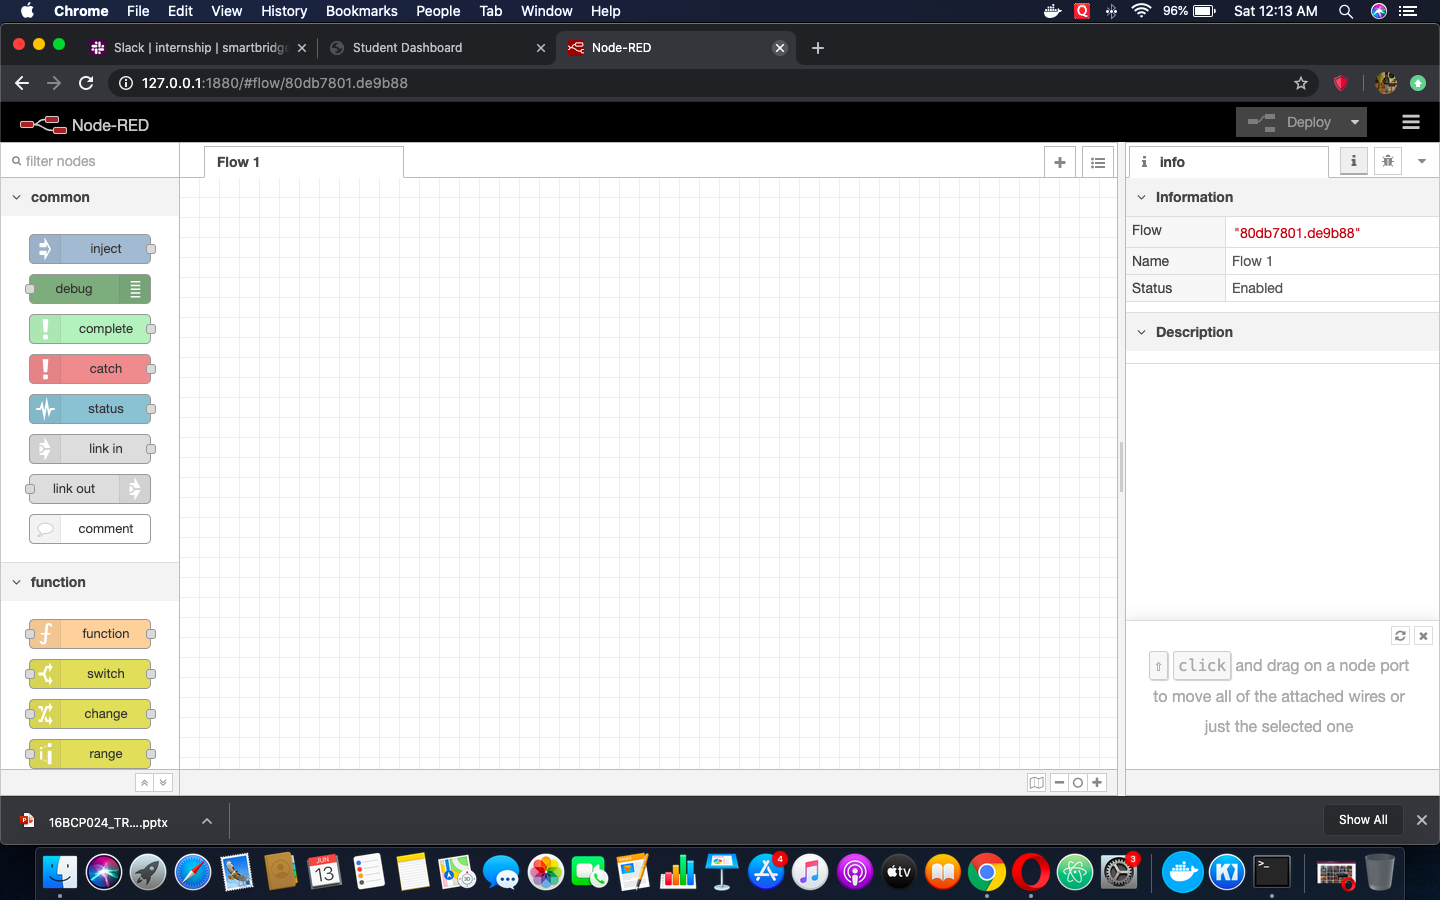 Chrome File Edit View History Bookmarks People Tab Window Help 96% Sat 12:13 AM
Slack | internship | smartbridge Student Dashboard Node-RED
127.0.0.1:1880/#flow/80db7801.de9b88
Node-RED Deploy
filter nodes Flow 1 info
common
inject
debug
complete
catch
status
link in
link out
comment
function
function
switch
change
range
Information
Flow "80db7801.de9b88"
Name Flow 1
Status Enabled
Description
⇧ click and drag on a node port
to move all of the attached wires or
just the selected one
16BCP024_TR....pptx Show All
JUN
13
4
tv
3